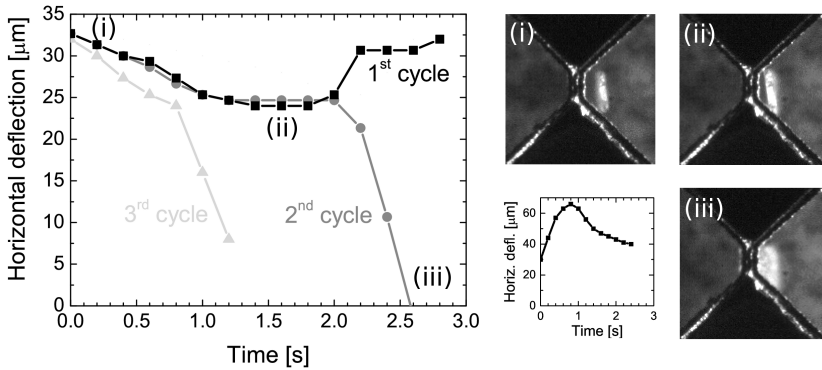 35
30
25
20
15
10
5
0
Horizontal deflection [μm]
(i)
(ii)
(iii)
1st cycle
2nd cycle
3rd cycle
0.0 0.5 1.0 1.5 2.0 2.5 3.0
Time [s]
(i)
(ii)
60
40
20
0
Horiz. defl. [μm]
0 1 2 3
Time [s]
(iii)